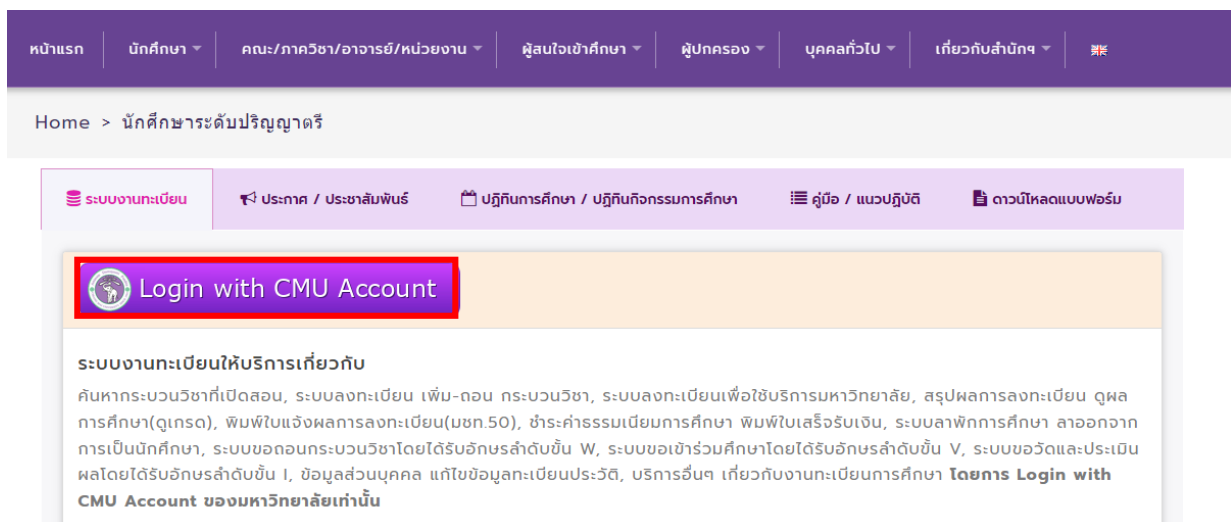 หน้าแรก นักศึกษา คณะ/ภาควิชา/อาจารย์/หน่วยงาน ผู้สนใจเข้าศึกษา ผู้ปกครอง บุคคลทั่วไป เกี่ยวกับสำนักฯ
Home > นักศึกษาระดับปริญญาตรี
ระบบงานทะเบียน ประกาศ / ประชาสัมพันธ์ ปฏิทินการศึกษา / ปฏิทินกิจกรรมการศึกษา คู่มือ / แนวปฏิบัติ ดาวน์โหลดแบบฟอร์ม
Login with CMU Account
ระบบงานทะเบียนให้บริการเกี่ยวกับ
ค้นหากระบวนวิชาที่เปิดสอน, ระบบลงทะเบียน เพิ่ม-ถอน กระบวนวิชา, ระบบลงทะเบียนเพื่อใช้บริการมหาวิทยาลัย, สรุปผลการลงทะเบียน ดูผล
การศึกษา(ดูเกรด), พิมพ์ใบแจ้งผลการลงทะเบียน(มชท.50), ชำระค่าธรรมเนียมการศึกษา พิมพ์ใบเสร็จรับเงิน, ระบบลาพักการศึกษา ลาออกจาก
การเป็นนักศึกษา, ระบบขอถอนกระบวนวิชาโดยได้รับอักษรลำดับขั้น W, ระบบขอเข้าร่วมศึกษาโดยได้รับอักษรลำดับขั้น V, ระบบขอวัดและประเมิน
ผลโดยได้รับอักษรลำดับขั้น I, ข้อมูลส่วนบุคคล แก้ไขข้อมูลทะเบียนประวัติ, บริการอื่นๆ เกี่ยวกับงานทะเบียนการศึกษา โดยการ Login with
CMU Account ของมหาวิทยาลัยเท่านั้น